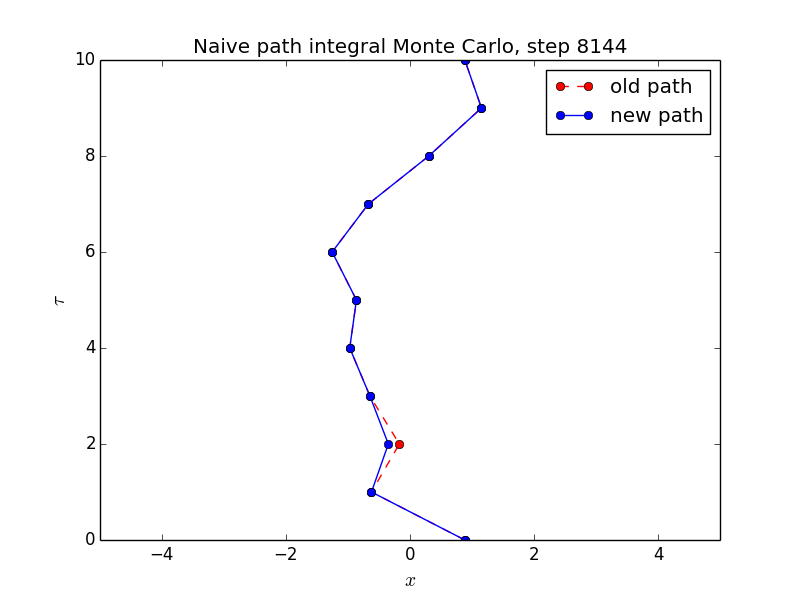 Naive path integral Monte Carlo, step 8144
old path
new path
10
8
6
4
2
0
τ
−4
−2
0
2
4
x